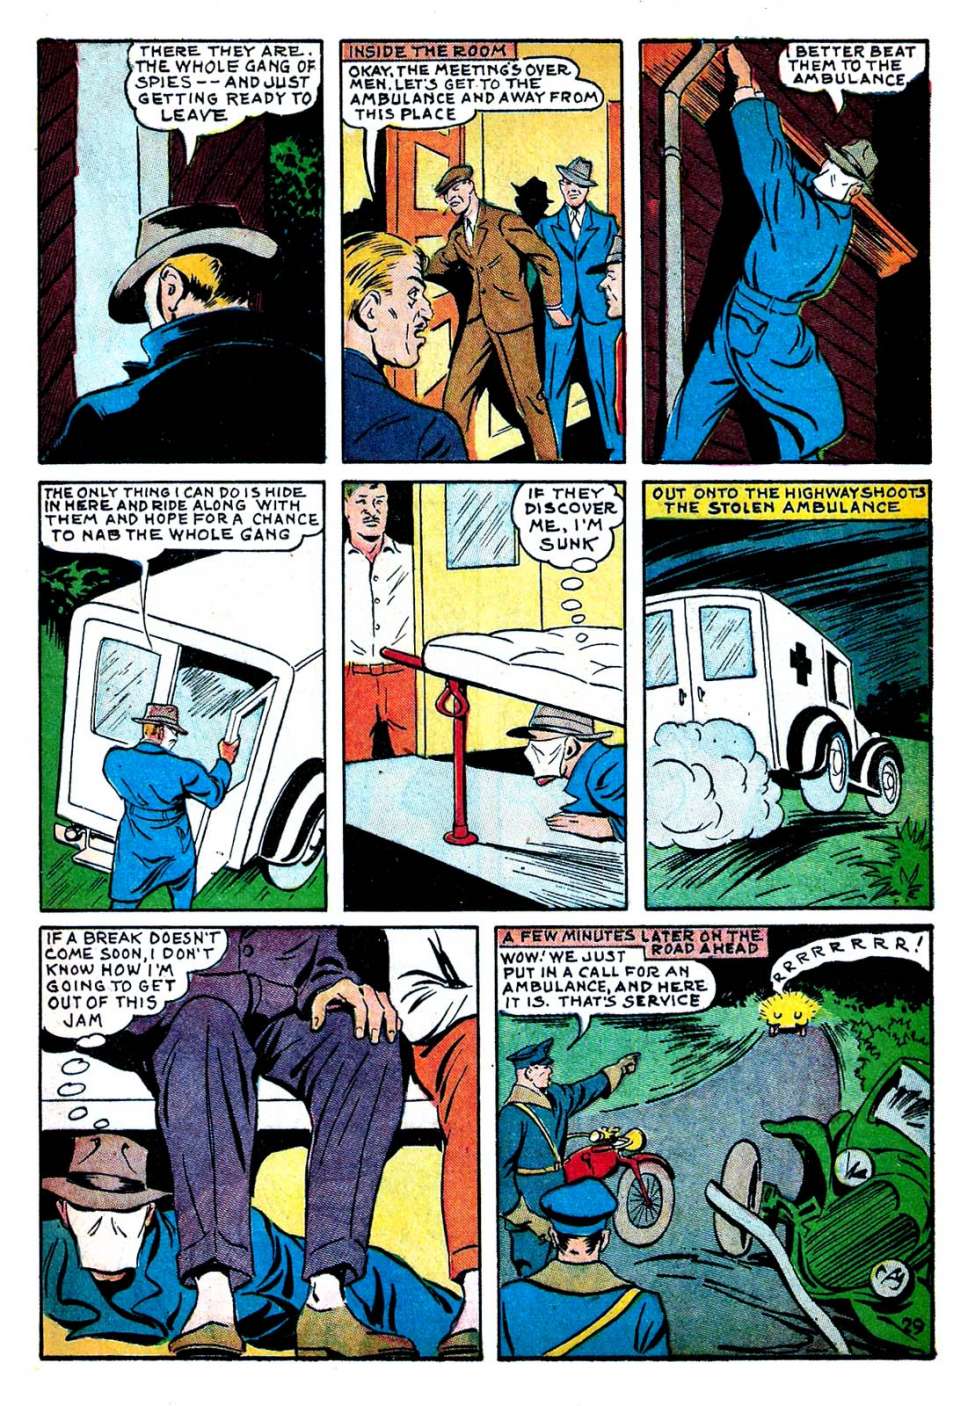 THERE THEY ARE.
THE WHOLE GANG OF
SPIES -- AND JUST
GETTING READY TO
LEAVE
INSIDE THE ROOM
OKAY, THE MEETING'S OVER,
MEN. LET'S GET TO THE
AMBULANCE AND AWAY FROM
THIS PLACE
I BETTER BEAT
THEM TO THE
AMBULANCE
THE ONLY THING I CAN DO IS HIDE
IN HERE AND RIDE ALONG WITH
THEM AND HOPE FOR A CHANCE
TO NAB THE WHOLE GANG
IF THEY
DISCOVER
ME, I'M
SUNK
OUT ONTO THE HIGHWAY SHOOTS
THE STOLEN AMBULANCE
IF A BREAK DOESN'T
COME SOON, I DON'T
KNOW HOW I'M
GOING TO GET
OUT OF THIS
JAM
A FEW MINUTES LATER ON THE
ROAD AHEAD
WOW! WE JUST
PUT IN A CALL FOR AN
AMBULANCE, AND HERE
IT IS. THAT'S SERVICE
RRRRRRRR!
29